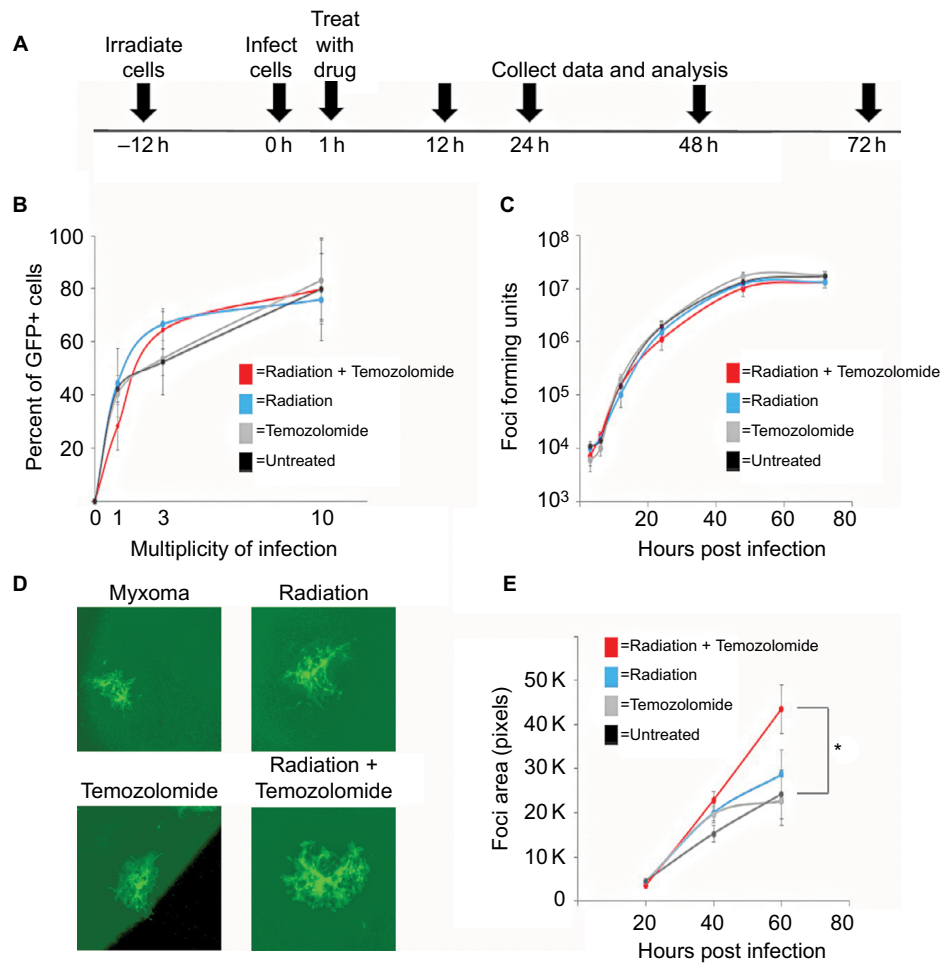 A
Irradiate cells
Infect cells
Treat with drug
Collect data and analysis
–12 h
0 h
1 h
12 h
24 h
48 h
72 h
B
Percent of GFP+ cells
100
80
60
40
20
0
1
3
10
Multiplicity of infection
=Radiation + Temozolomide
=Radiation
=Temozolomide
=Untreated
C
Foci forming units
10⁸
10⁷
10⁶
10⁵
10⁴
10³
20
40
60
80
Hours post infection
=Radiation + Temozolomide
=Radiation
=Temozolomide
=Untreated
D
Myxoma
Radiation
Temozolomide
Radiation +
Temozolomide
E
Foci area (pixels)
50 K
40 K
30 K
20 K
10 K
0
20
40
60
80
Hours post infection
=Radiation + Temozolomide
=Radiation
=Temozolomide
=Untreated
*